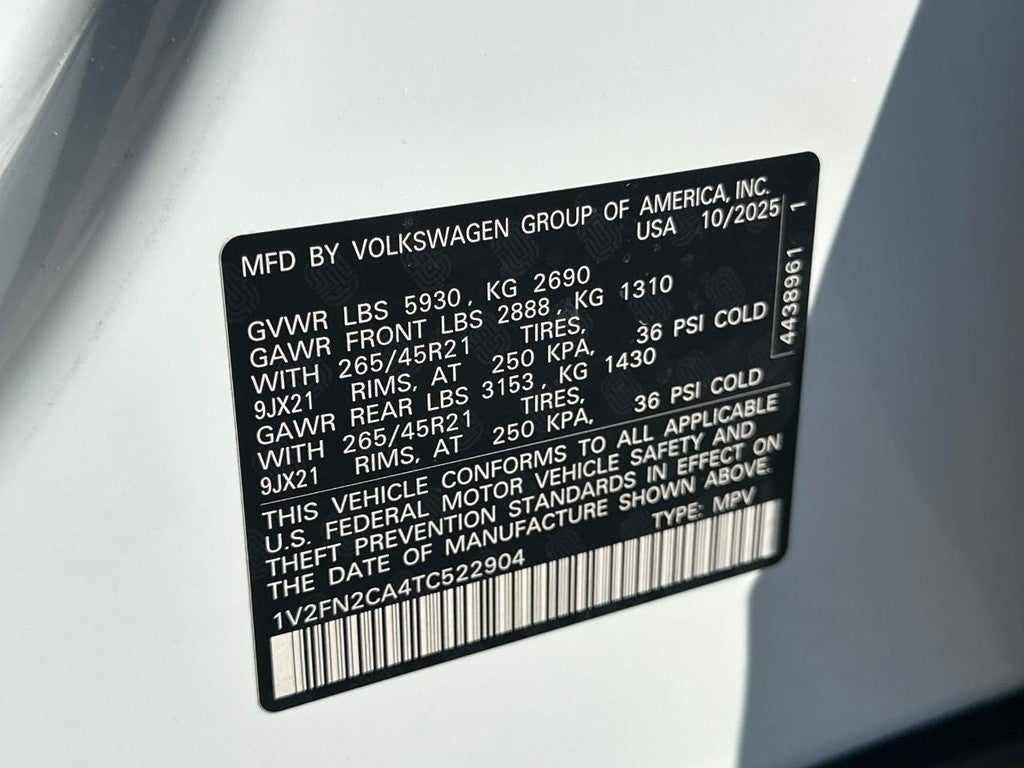 MFD BY VOLKSWAGEN GROUP OF AMERICA, INC.
USA 10/2025
GVWR LBS 5930, KG 2690
GAWR FRONT LBS 2888, KG 1310
WITH 265/45R21 TIRES,
9JX21 RIMS, AT 250 KPA, 36 PSI COLD
GAWR REAR LBS 3153, KG 1430
WITH 265/45R21 TIRES,
9JX21 RIMS, AT 250 KPA, 36 PSI COLD
THIS VEHICLE CONFORMS TO ALL APPLICABLE
U.S. FEDERAL MOTOR VEHICLE SAFETY AND
THEFT PREVENTION STANDARDS IN EFFECT ON
THE DATE OF MANUFACTURE SHOWN ABOVE.
TYPE: MPV
1V2FN2CA4TC522904
4438961 1